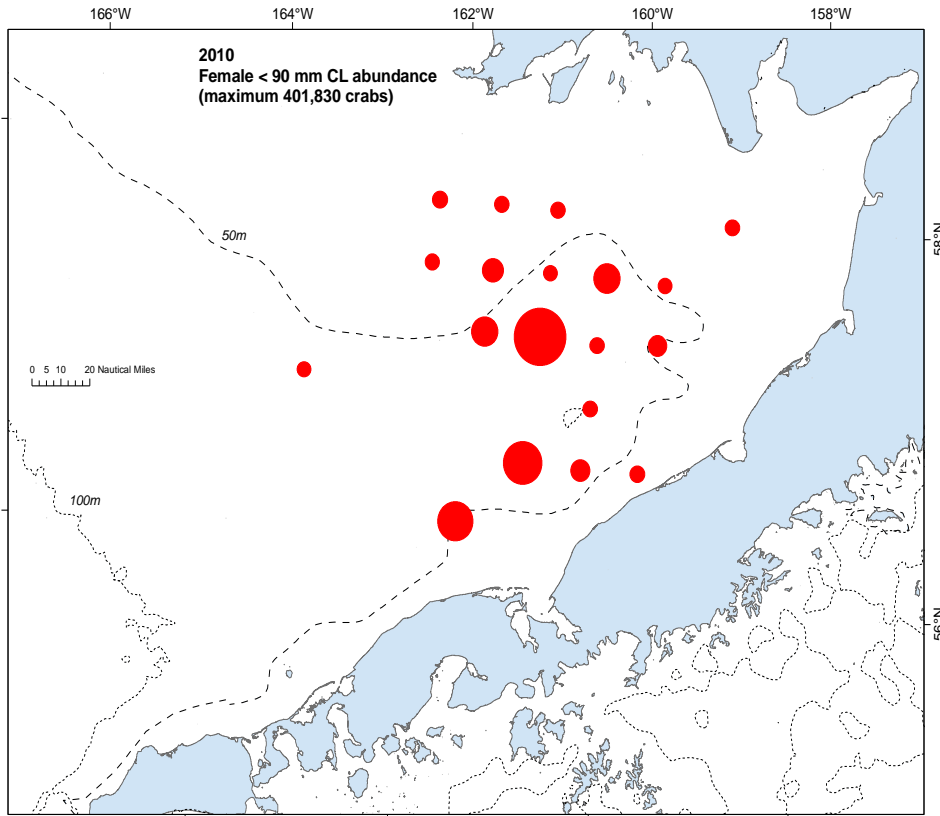 166°W 164°W 162°W 160°W 158°W
2010
Female < 90 mm CL abundance
(maximum 401,830 crabs)
50m
58°N
0 5 10 20 Nautical Miles
100m
56°N